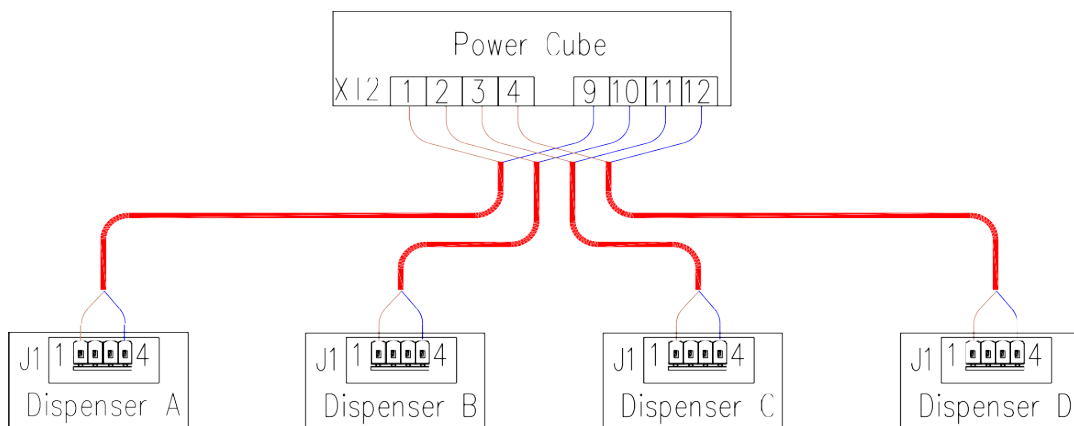 Power Cube
X12 1 2 3 4 9 10 11 12
J1 1 4
Dispenser A
J1 1 4
Dispenser B
J1 1 4
Dispenser C
J1 1 4
Dispenser D